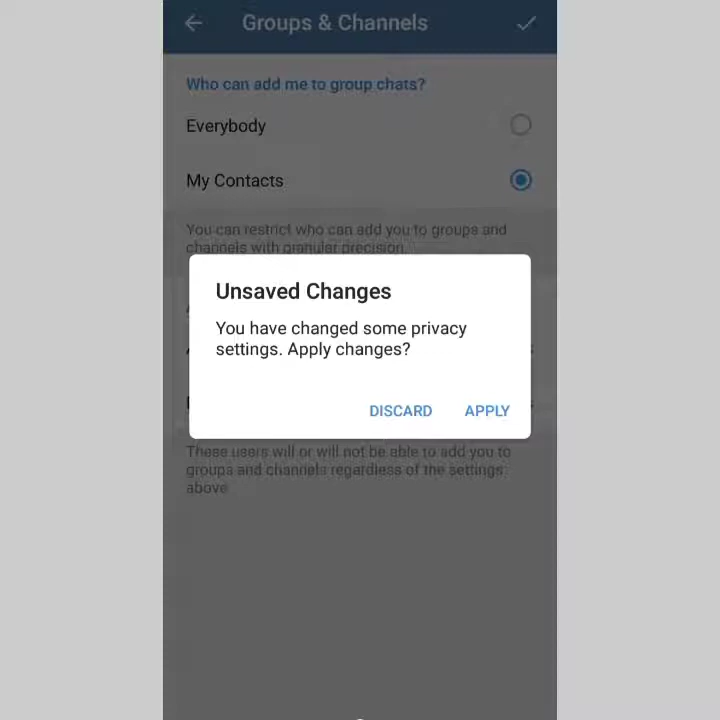 Groups & Channels
Who can add me to group chats?
Everybody
My Contacts
You can restrict who can add you to groups and
channels with granular precision.
Unsaved Changes
You have changed some privacy
settings. Apply changes?
DISCARD
APPLY
These users will or will not be able to add you to
groups and channels regardless of the settings
above